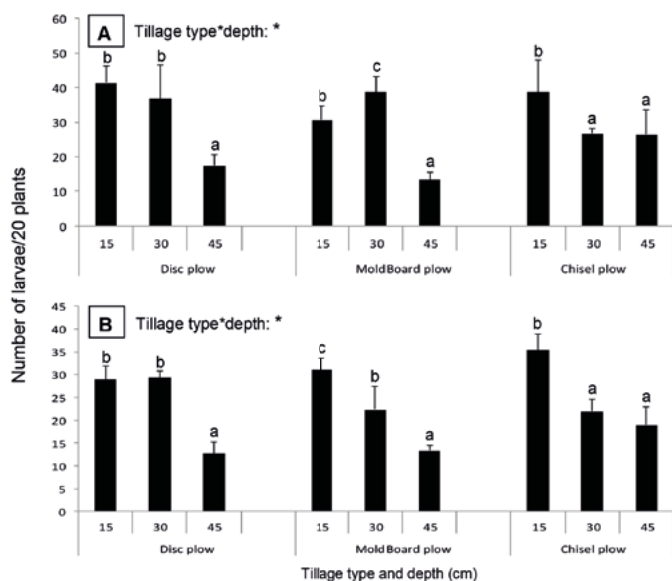 A Tillage type*depth: *
60
50
40
30
20
10
0
b b a b c a b a a
15 30 45 15 30 45 15 30 45
Disc plow MoldBoard plow Chisel plow
Number of larvae/20 plants
B Tillage type*depth: *
45
40
35
30
25
20
15
10
5
0
b b a c b a b a a
15 30 45 15 30 45 15 30 45
Disc plow MoldBoard plow Chisel plow
Tillage type and depth (cm)